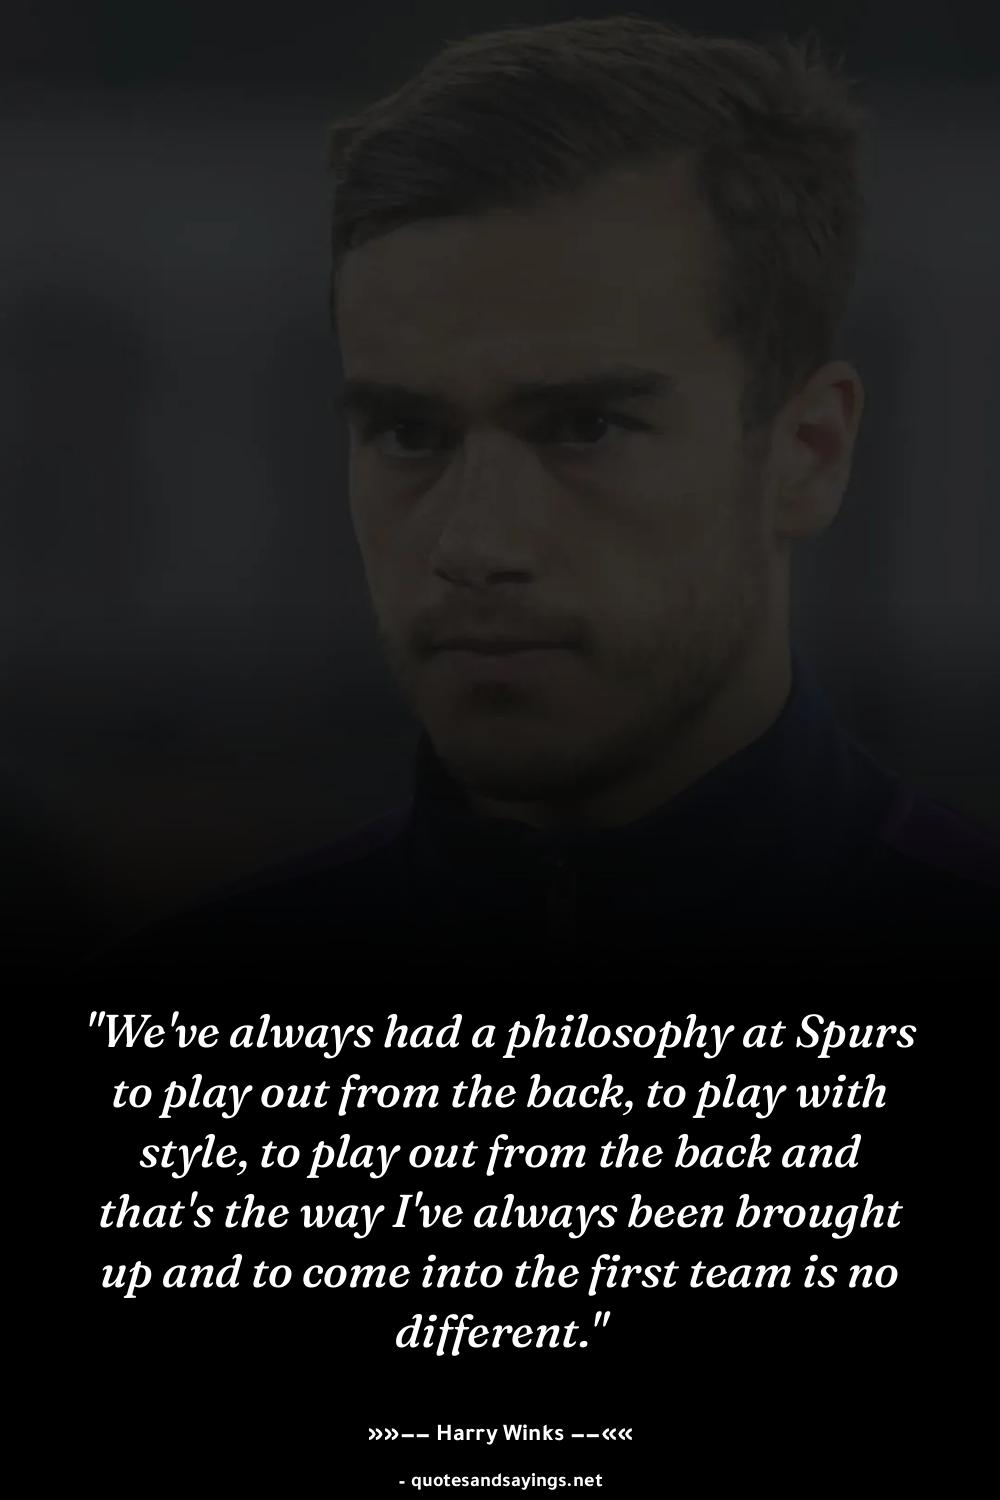 "We've always had a philosophy at Spurs
to play out from the back, to play with
style, to play out from the back and
that's the way I've always been brought
up and to come into the first team is no
different."
»»—— Harry Winks ——««
- quotesandsayings.net